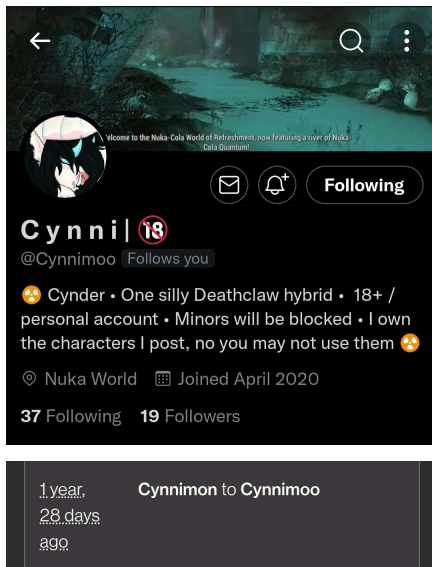 Welcome to the Nuka-Cola World of Refreshment, now featuring a river of Nuka-
Cola Quantum!
Following
Cynni| 🔞
@Cynnimoo Follows you
☢️ Cynder • One silly Deathclaw hybrid • 18+ /
personal account • Minors will be blocked • I own
the characters I post, no you may not use them ☢️
Nuka World Joined April 2020
37 Following 19 Followers
1 year, Cynnimon to Cynnimoo
28 days
ago